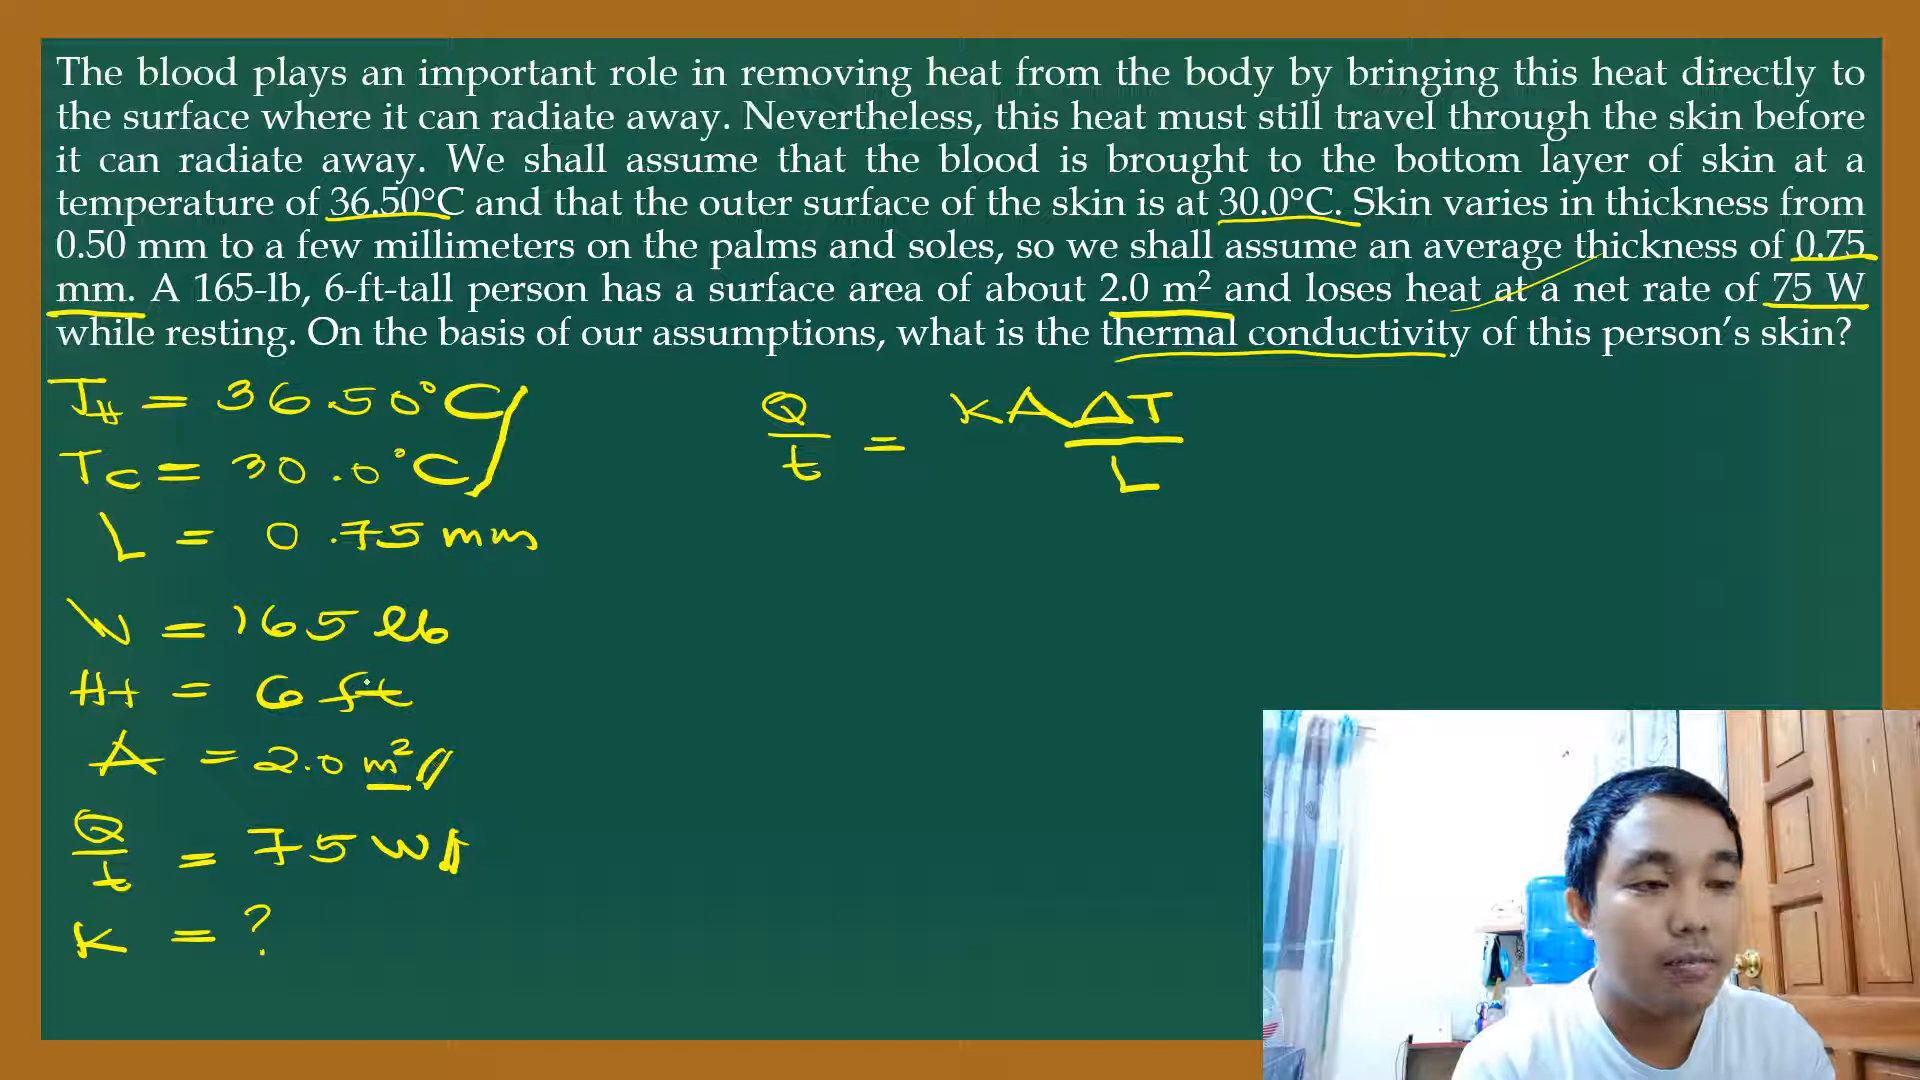 The blood plays an important role in removing heat from the body by bringing this heat directly to
the surface where it can radiate away. Nevertheless, this heat must still travel through the skin before
it can radiate away. We shall assume that the blood is brought to the bottom layer of skin at a
temperature of 36.50°C and that the outer surface of the skin is at 30.0°C. Skin varies in thickness from
0.50 mm to a few millimeters on the palms and soles, so we shall assume an average thickness of 0.75
mm. A 165-lb, 6-ft-tall person has a surface area of about 2.0 m² and loses heat at a net rate of 75 W
while resting. On the basis of our assumptions, what is the thermal conductivity of this person's skin?
T_H = 36.50°C
T_C = 30.0°C
L = 0.75 mm
W = 165 lb
Ht = 6 ft
A = 2.0 m²
Q/t = 75 W
K = ?
Q/t = KAΔT/L